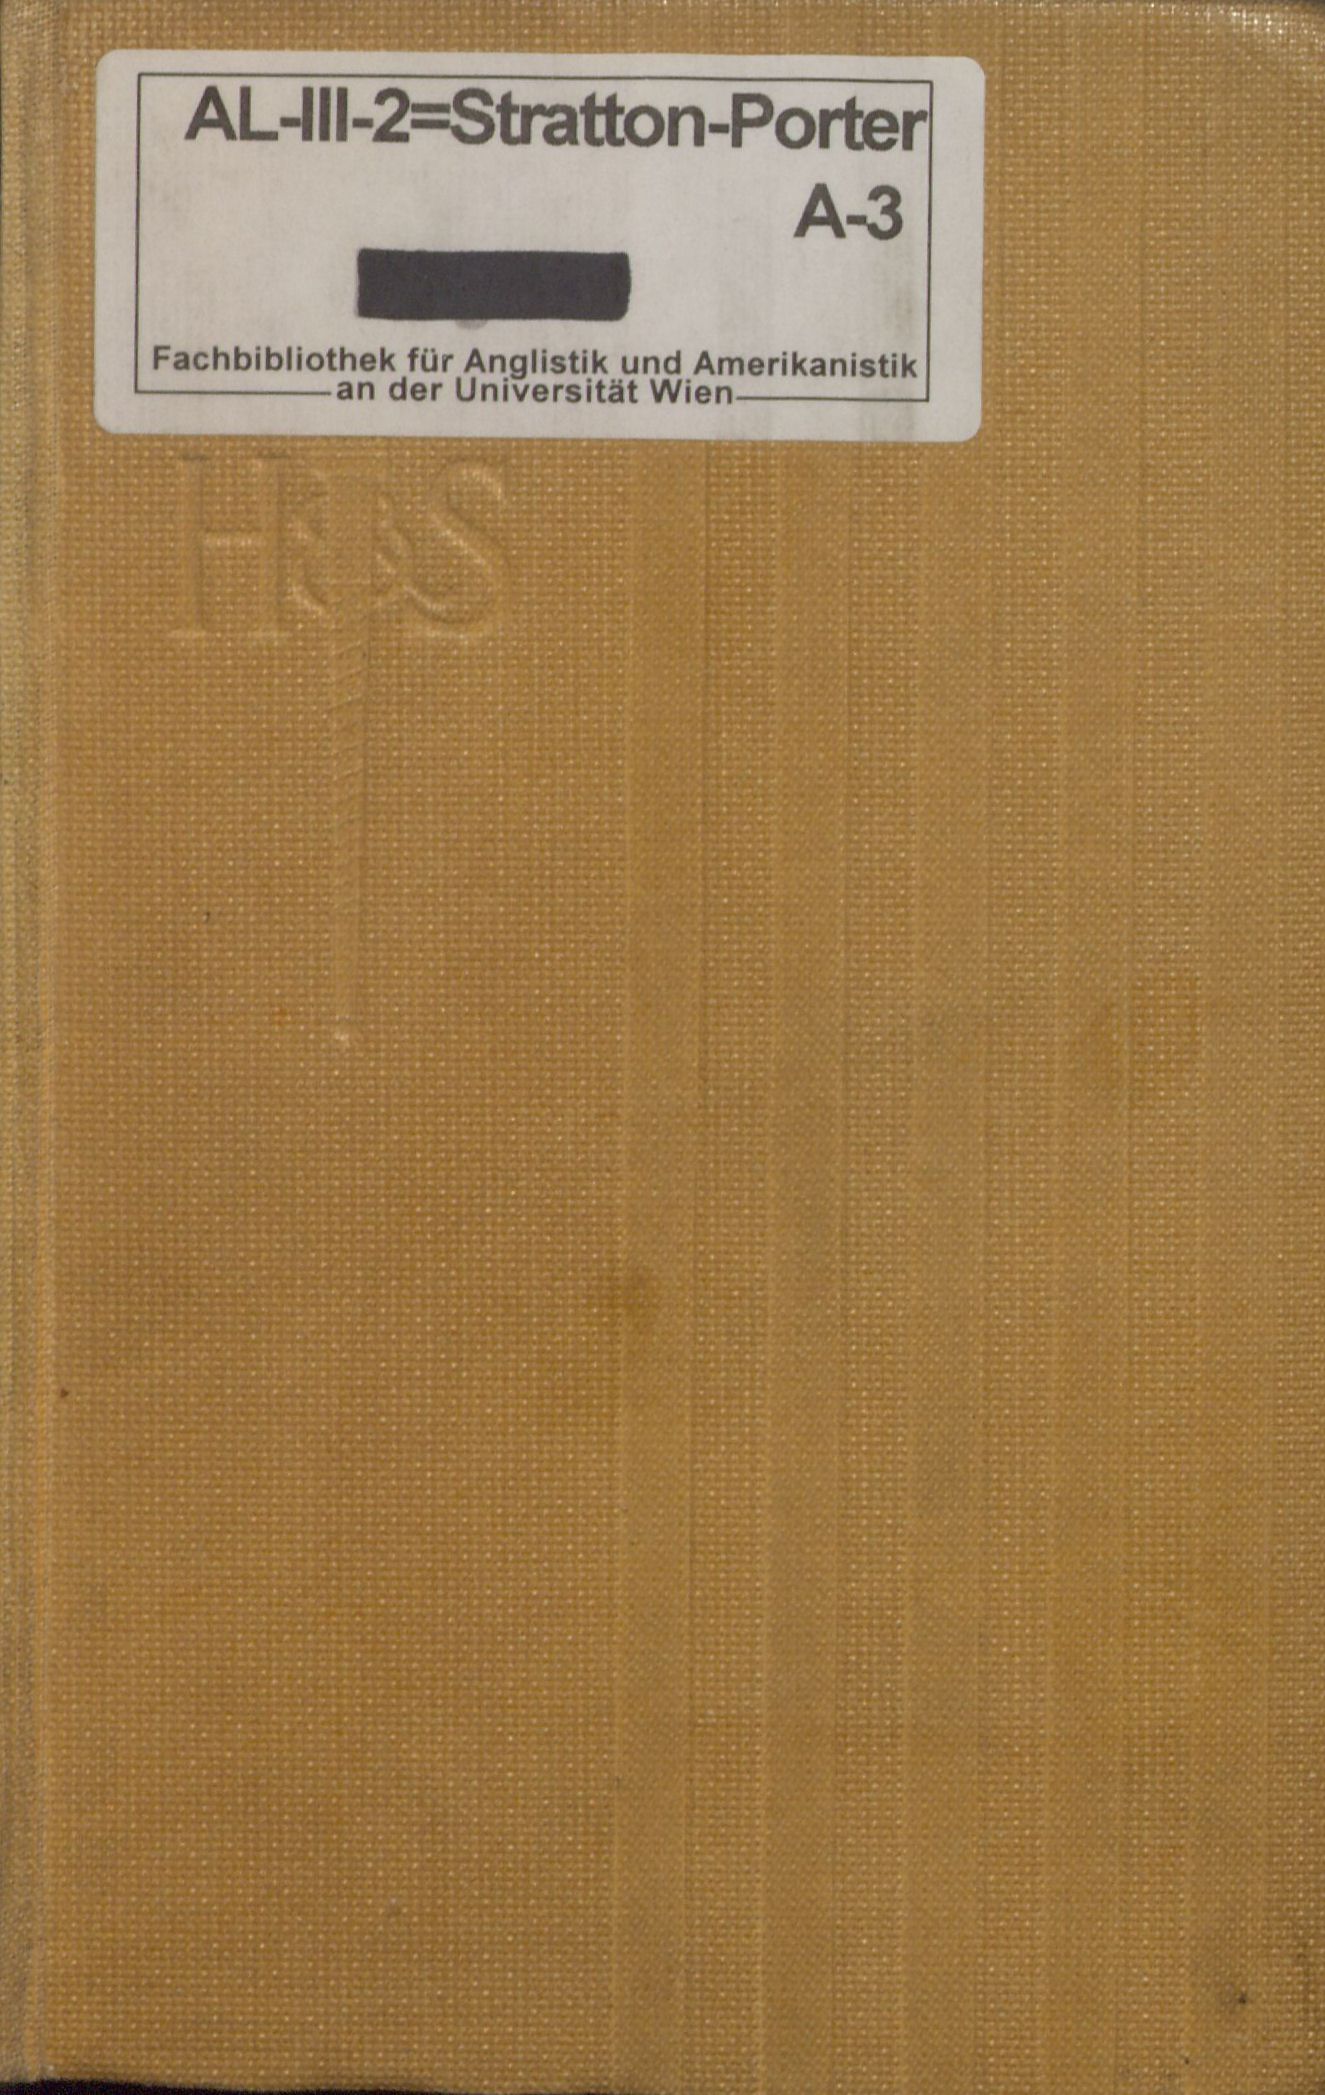 AL-III-2=Stratton-Porter
A-3
Fachbibliothek für Anglistik und Amerikanistik
an der Universität Wien
H & S